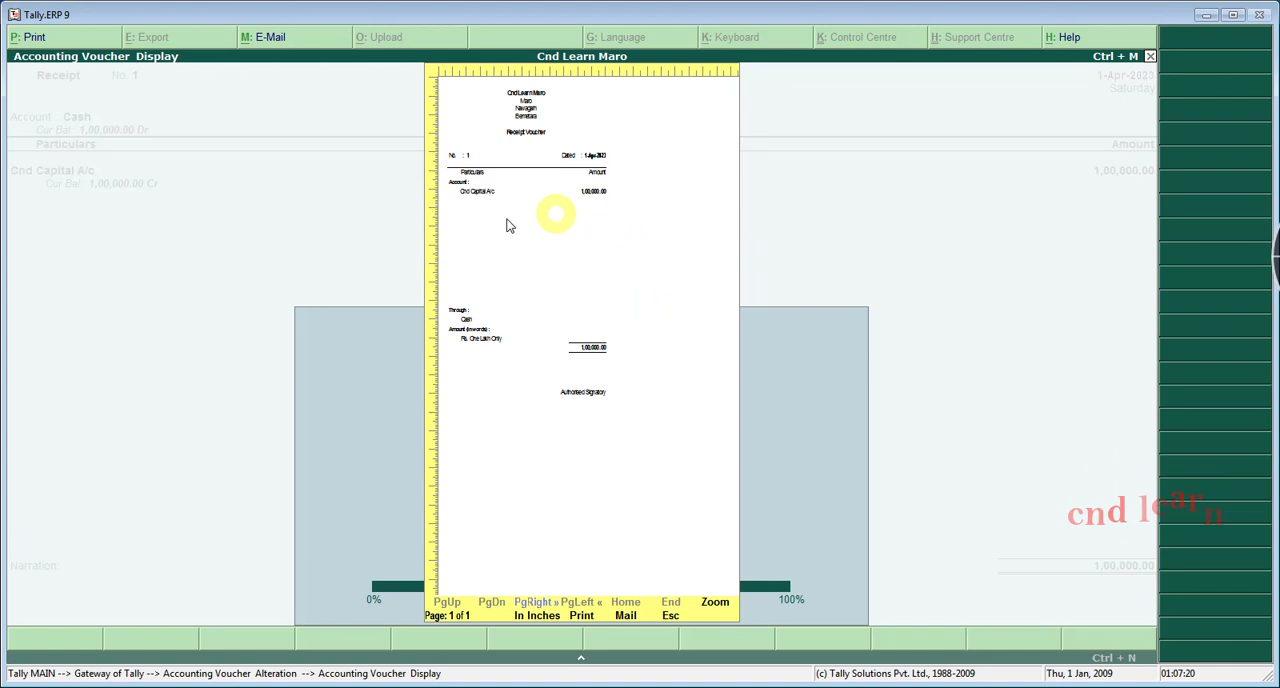 Tally.ERP 9
P: Print E: Export M: E-Mail O: Upload G: Language K: Keyboard K: Control Centre H: Support Centre H: Help
Accounting Voucher Display Cnd Learn Maro Ctrl + M
Receipt No. 1 1-Apr-2023
Saturday
Account: Cash
Cur Bal: 1,00,000.00 Dr
Particulars Amount
Cnd Capital A/c 1,00,000.00
Cur Bal: 1,00,000.00 Cr
Cnd Learn Maro
Maro
Navagarh
Bemetara
Receipt Voucher
No. : 1 Dated : 1-Apr-2023
Particulars Amount
Account :
Cnd Capital A/c 1,00,000.00
Through :
Cash
Amount (in words) :
Rs. One Lakh Only
1,00,000.00
Authorised Signatory
cnd learn
Narration: 1,00,000.00
0% 100%
PgUp PgDn PgRight » PgLeft « Home End Zoom
Page: 1 of 1 In Inches Print Mail Esc
Ctrl + N
Tally MAIN --> Gateway of Tally --> Accounting Voucher Alteration --> Accounting Voucher Display (c) Tally Solutions Pvt. Ltd., 1988-2009 Thu, 1 Jan, 2009 01:07:20